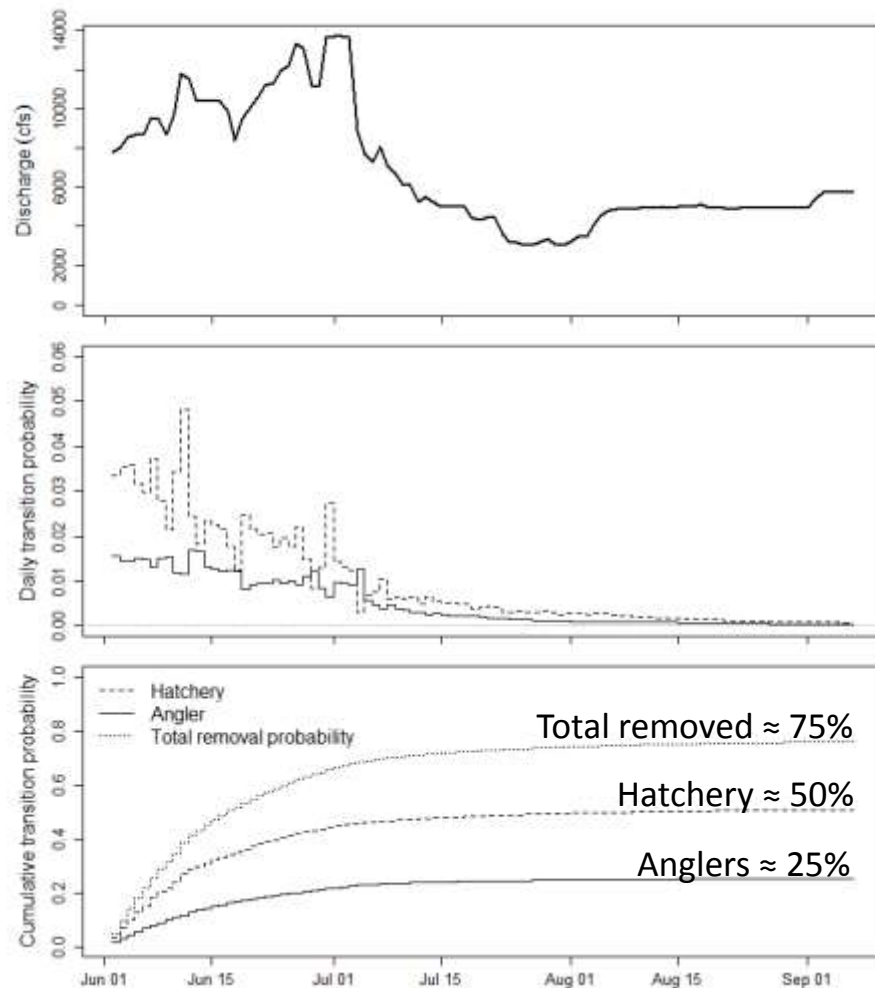 Discharge (cfs)
14000
10000
6000
2000
0
Daily transition probability
0.06
0.05
0.04
0.03
0.02
0.01
0.00
Cumulative transition probability
1.0
0.8
0.6
0.4
0.2
0.0
Hatchery
Angler
Total removal probability
Total removed ≈ 75%
Hatchery ≈ 50%
Anglers ≈ 25%
Jun 01 Jun 15 Jul 01 Jul 15 Aug 01 Aug 15 Sep 01